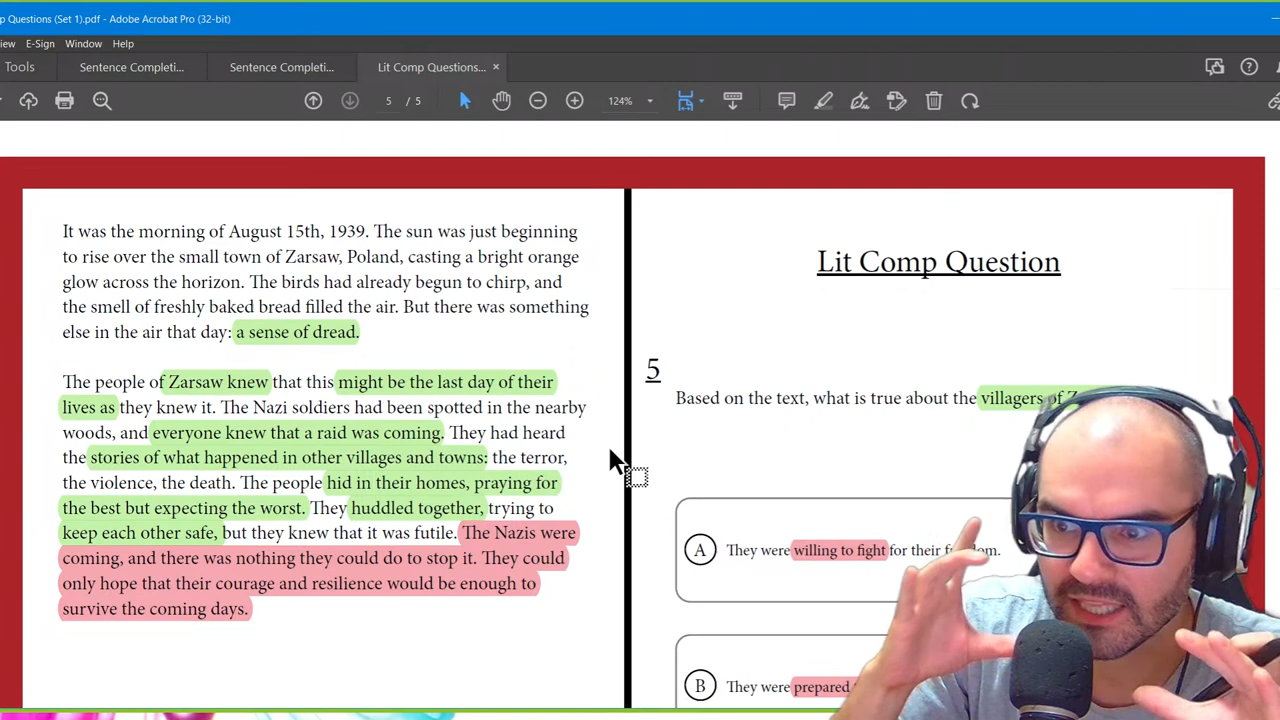 p Questions (Set 1).pdf - Adobe Acrobat Pro (32-bit)
iew E-Sign Window Help
Tools Sentence Completi... Sentence Completi... Lit Comp Questions... ×
5 / 5 124%
It was the morning of August 15th, 1939. The sun was just beginning
to rise over the small town of Zarsaw, Poland, casting a bright orange
glow across the horizon. The birds had already begun to chirp, and
the smell of freshly baked bread filled the air. But there was something
else in the air that day: a sense of dread.
The people of Zarsaw knew that this might be the last day of their
lives as they knew it. The Nazi soldiers had been spotted in the nearby
woods, and everyone knew that a raid was coming. They had heard
the stories of what happened in other villages and towns: the terror,
the violence, the death. The people hid in their homes, praying for
the best but expecting the worst. They huddled together, trying to
keep each other safe, but they knew that it was futile. The Nazis were
coming, and there was nothing they could do to stop it. They could
only hope that their courage and resilience would be enough to
survive the coming days.
Lit Comp Question
5
Based on the text, what is true about the villagers of Z
A They were willing to fight for their f dom.
B They were prepared